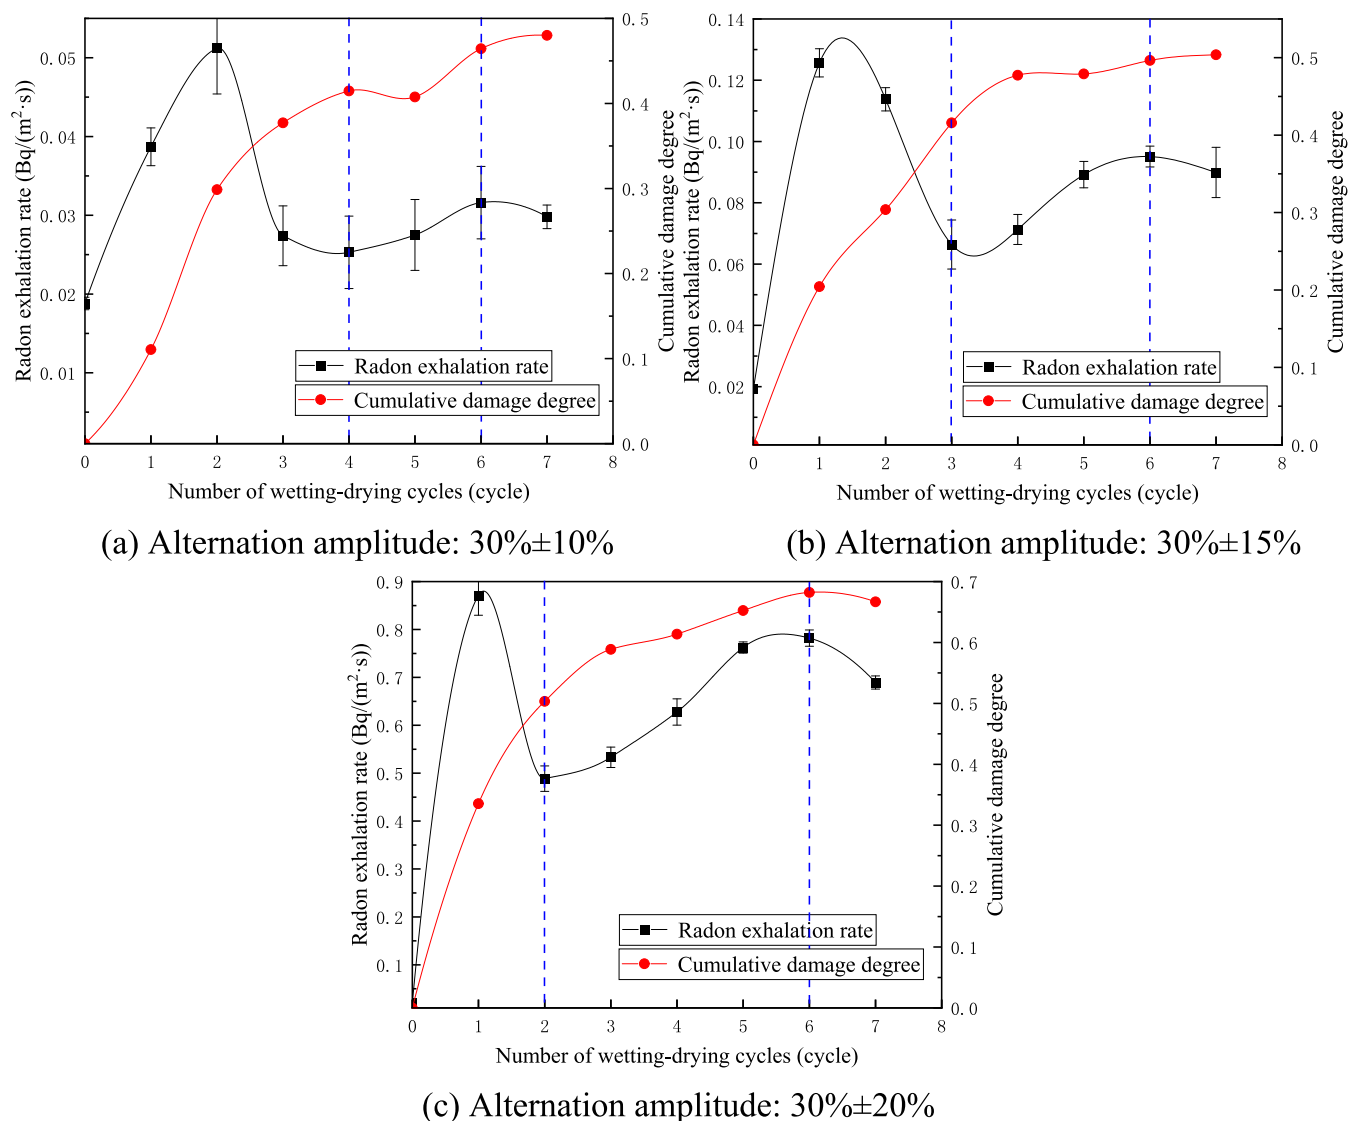 Radon exhalation rate (Bq/(m²·s))
0.05
0.04
0.03
0.02
0.01
0.5
0.4
0.3
0.2
0.1
0.0
Cumulative damage degree
Radon exhalation rate
Cumulative damage degree
0 1 2 3 4 5 6 7 8
Number of wetting-drying cycles (cycle)
(a) Alternation amplitude: 30%±10%
Radon exhalation rate (Bq/(m²·s))
0.14
0.12
0.10
0.08
0.06
0.04
0.02
0.5
0.4
0.3
0.2
0.1
0.0
Cumulative damage degree
Radon exhalation rate
Cumulative damage degree
0 1 2 3 4 5 6 7 8
Number of wetting-drying cycles (cycle)
(b) Alternation amplitude: 30%±15%
Radon exhalation rate (Bq/(m²·s))
0.9
0.8
0.7
0.6
0.5
0.4
0.3
0.2
0.1
0.7
0.6
0.5
0.4
0.3
0.2
0.1
0.0
Cumulative damage degree
Radon exhalation rate
Cumulative damage degree
0 1 2 3 4 5 6 7 8
Number of wetting-drying cycles (cycle)
(c) Alternation amplitude: 30%±20%